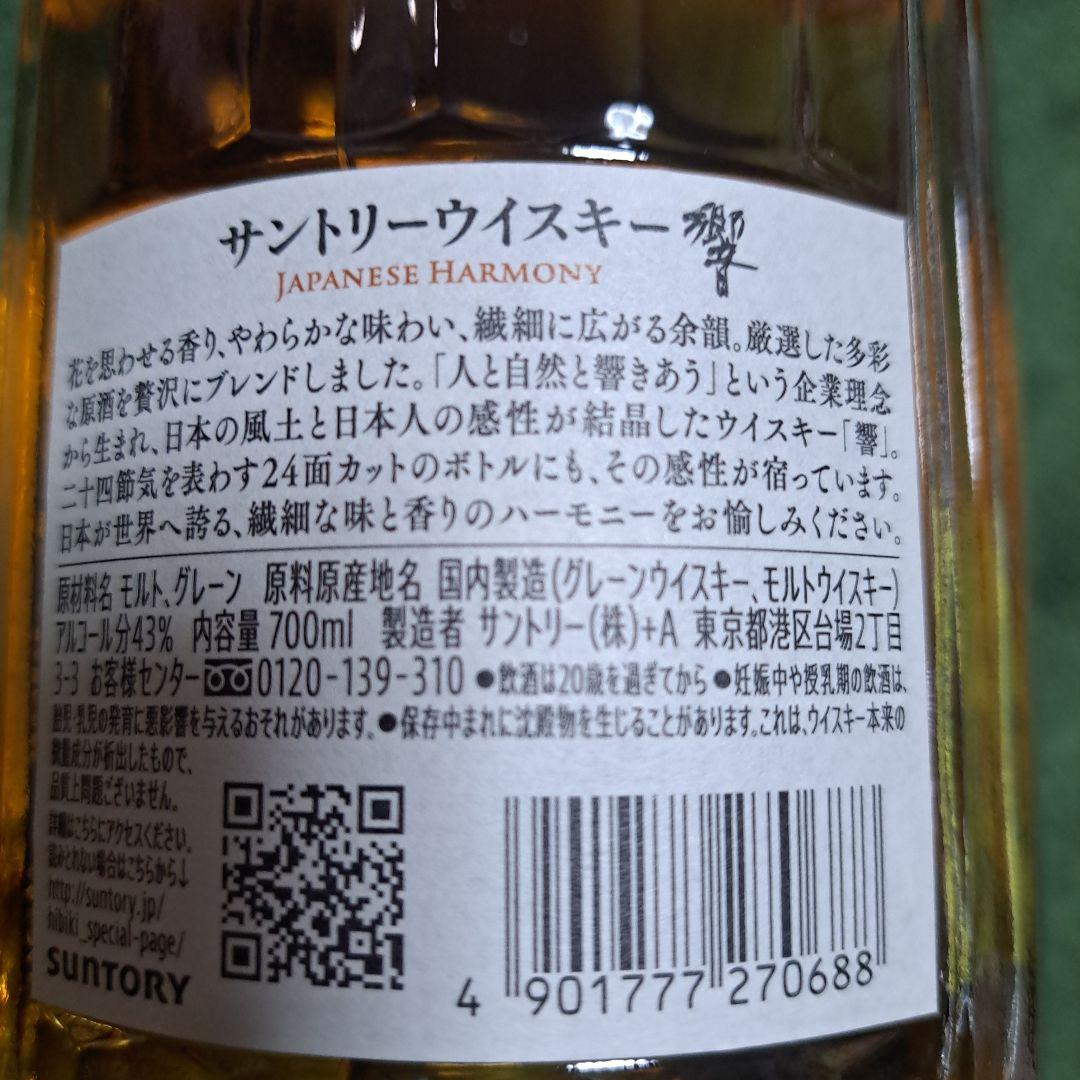 サントリーウイスキー 響
JAPANESE HARMONY
花を思わせる香り、やわらかな味わい、繊細に広がる余韻。厳選した多彩
な原酒を贅沢にブレンドしました。「人と自然と響きあう」という企業理念
から生まれ、日本の風土と日本人の感性が結晶したウイスキー「響」。
二十四節気を表わす24面カットのボトルにも、その感性が宿っています。
日本が世界へ誇る、繊細な味と香りのハーモニーをお愉しみください。
原材料名 モルト、グレーン 原料原産地名 国内製造(グレーンウイスキー、モルトウイスキー)
アルコール分43% 内容量 700ml 製造者 サントリー(株)+A 東京都港区台場2丁目
3-3 お客様センター 0120-139-310 ●飲酒は20歳を過ぎてから ●妊娠中や授乳期の飲酒は、
胎児・乳児の発育に悪影響を与えるおそれがあります。 ●保存中まれに沈殿物を生じることがあります。これは、ウイスキー本来の
微量成分が析出したもので、
品質上問題ございません。
詳細はこちらにアクセスください。
読みとれない場合はこちらから↓
http://suntory.jp/
hibiki_special-page/
SUNTORY
4 901777 270688